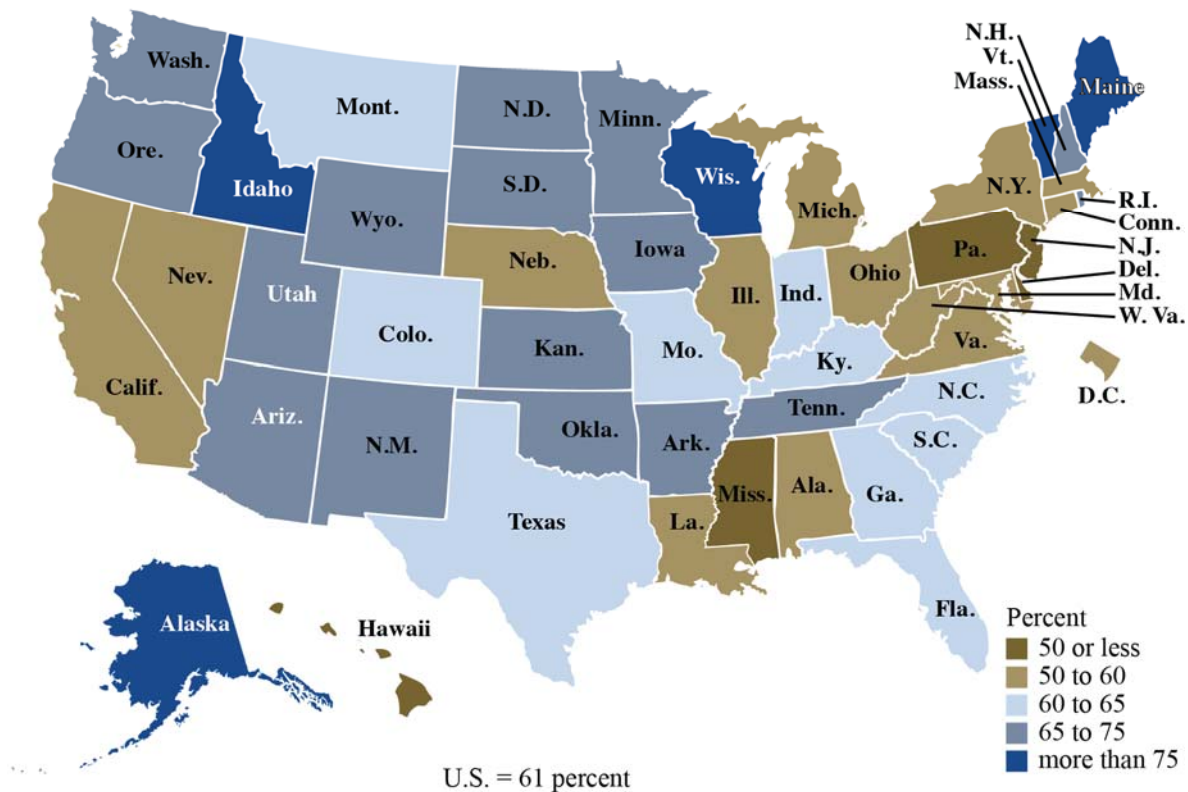 N.H.
Vt.
Mass.
Wash.
Mont.
N.D.
Minn.
Maine
Ore.
Idaho
S.D.
Wis.
N.Y.
Wyo.
Mich.
R.I.
Conn.
N.J.
Del.
Md.
W. Va.
Iowa
Pa.
Nev.
Neb.
Ohio
Utah
Ill.
Ind.
Colo.
Kan.
Mo.
Ky.
Va.
Calif.
D.C.
Ariz.
N.M.
Okla.
Ark.
Tenn.
N.C.
S.C.
Texas
La.
Miss.
Ala.
Ga.
Fla.
Alaska
Hawaii
Percent
50 or less
50 to 60
60 to 65
65 to 75
more than 75
U.S. = 61 percent